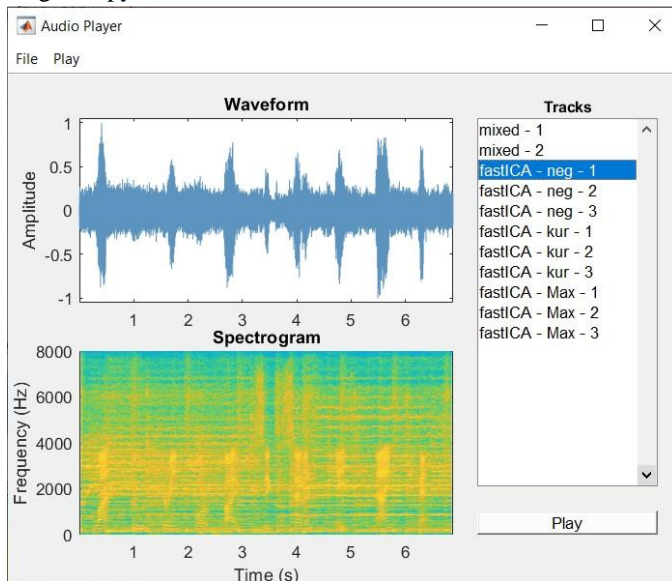 Audio Player
File Play
Waveform
1
0.5
0
-0.5
-1
Amplitude
1 2 3 4 5 6
Spectrogram
8000
6000
4000
2000
0
Frequency (Hz)
1 2 3 4 5 6
Time (s)
Tracks
mixed - 1
mixed - 2
fastICA - neg - 1
fastICA - neg - 2
fastICA - neg - 3
fastICA - kur - 1
fastICA - kur - 2
fastICA - kur - 3
fastICA - Max - 1
fastICA - Max - 2
fastICA - Max - 3
Play